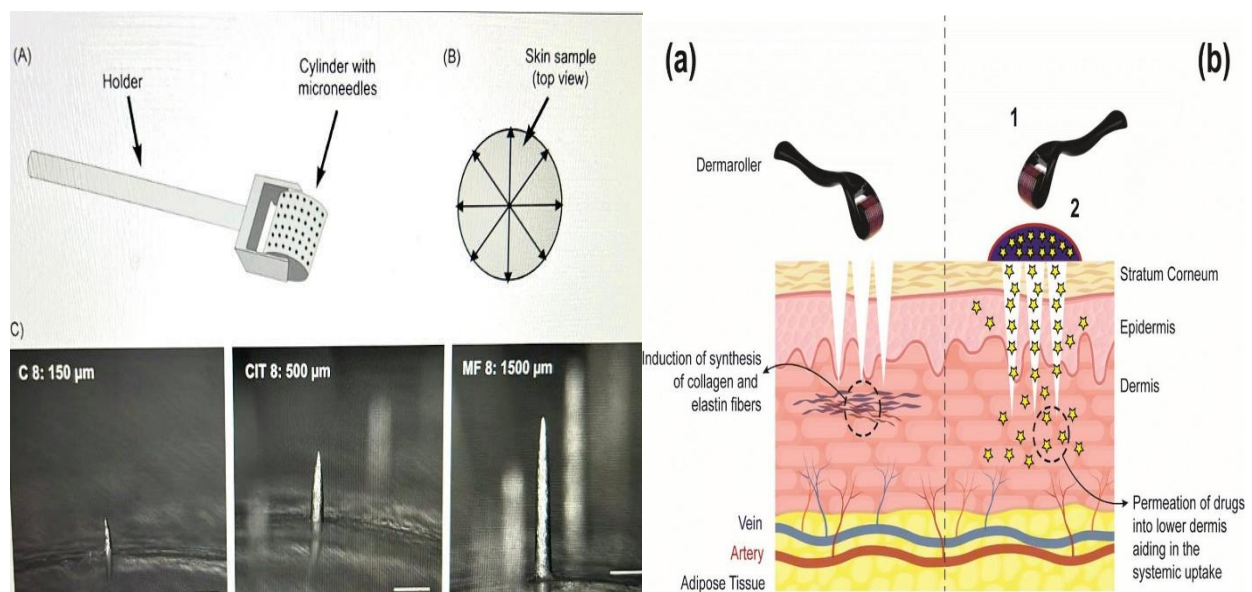 (A)
Holder
Cylinder with
microneedles
(B)
Skin sample
(top view)
C)
C 8: 150 µm
CIT 8: 500 µm
MF 8: 1500 µm
(a)
(b)
Dermaroller
1
2
Stratum Corneum
Epidermis
Dermis
Induction of synthesis
of collagen and
elastin fibers
Permeation of drugs
into lower dermis
aiding in the
systemic uptake
Vein
Artery
Adipose Tissue